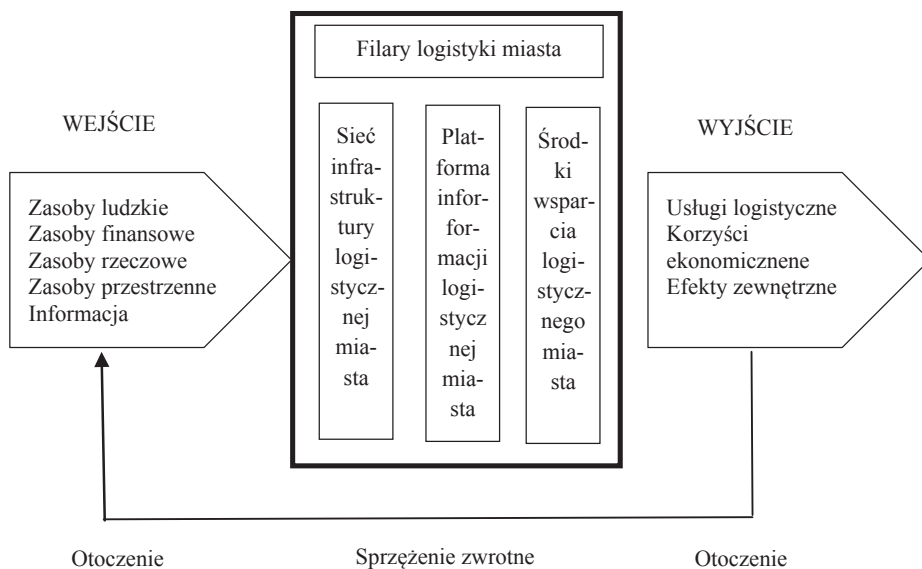 Filary logistyki miasta
WEJŚCIE
Zasoby ludzkie
Zasoby finansowe
Zasoby rzeczowe
Zasoby przestrzenne
Informacja
Sieć
infra-
struk-
tury
logi-
stycz-
nej
mia-
sta
Plat-
forma
infor-
formacji
logi-
stycz
nej
mia-
sta
Środ-
ki
wspar-
cia
logi-
stycz-
nego
mia-
sta
WYJŚCIE
Usługi logistyczne
Korzyści
ekonomicznene
Efekty zewnętrzne
Otoczenie
Sprzężenie zwrotne
Otoczenie